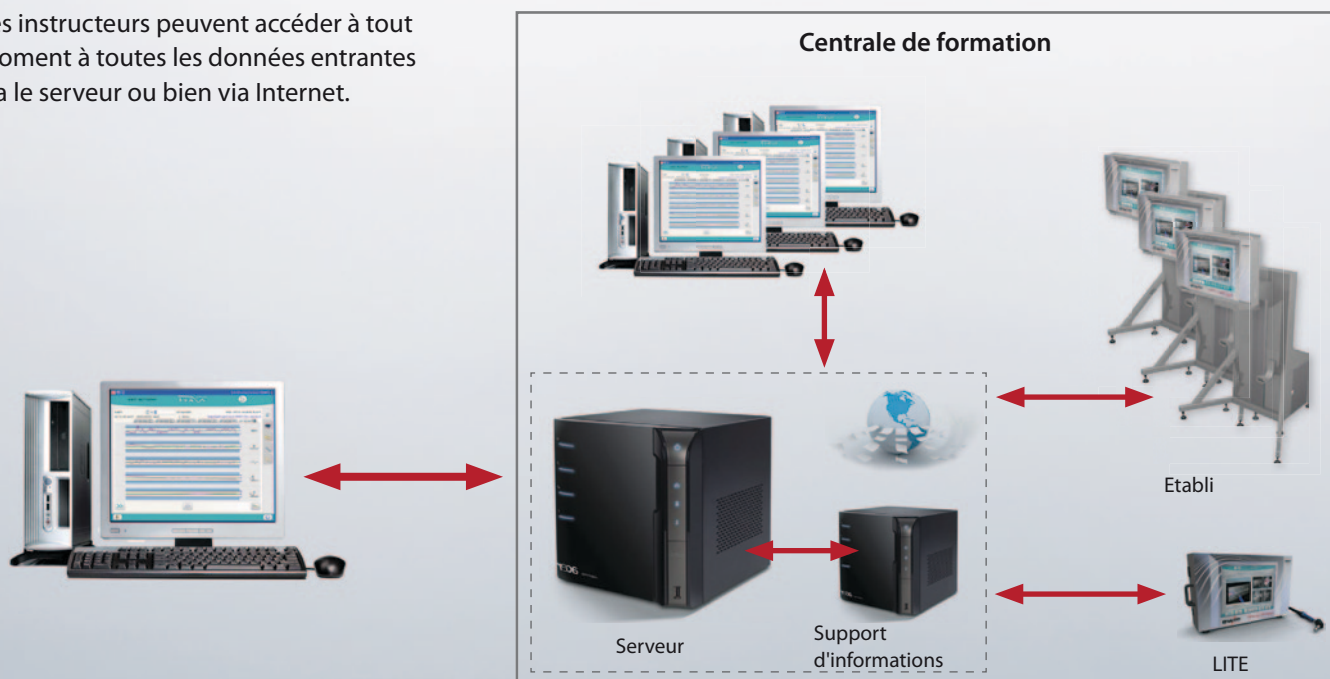 es instructeurs peuvent accéder à tout
oment à toutes les données entrantes
a le serveur ou bien via Internet.
Centrale de formation
Etabli
Serveur
Support
d'informations
LITE